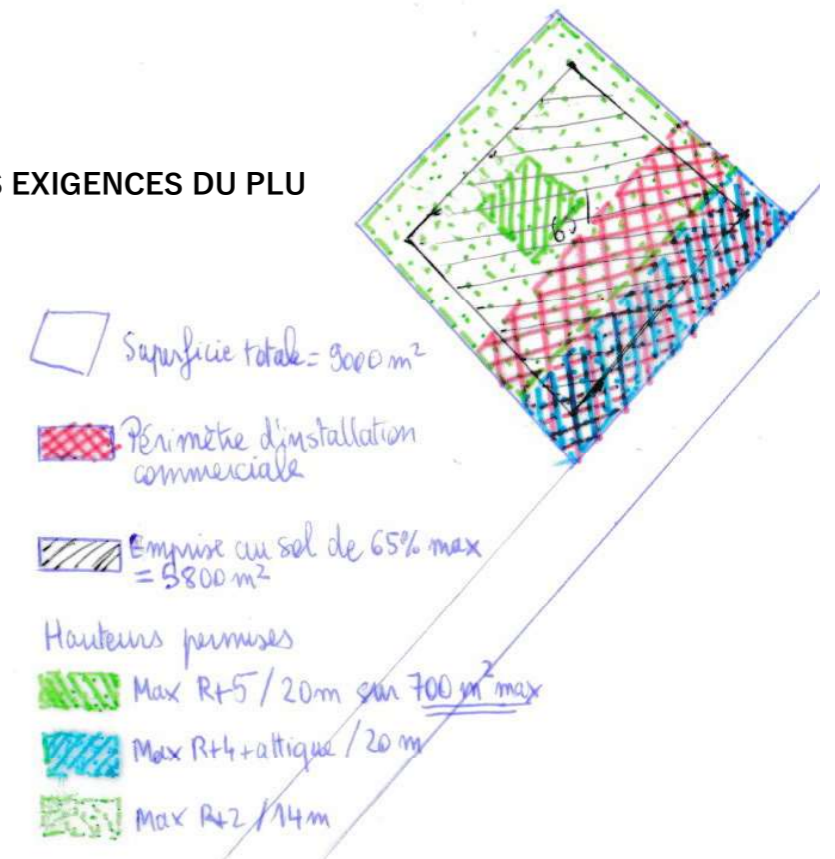 S EXIGENCES DU PLU
65
Superficie totale = 9000 m²
Périmètre d'installation
commerciale
Emprise au sol de 65% max
= 5800 m²
Hauteurs permises
Max R+5 / 20m sur 700 m² max
Max R+4+attique / 20 m
Max R+2 / 14m